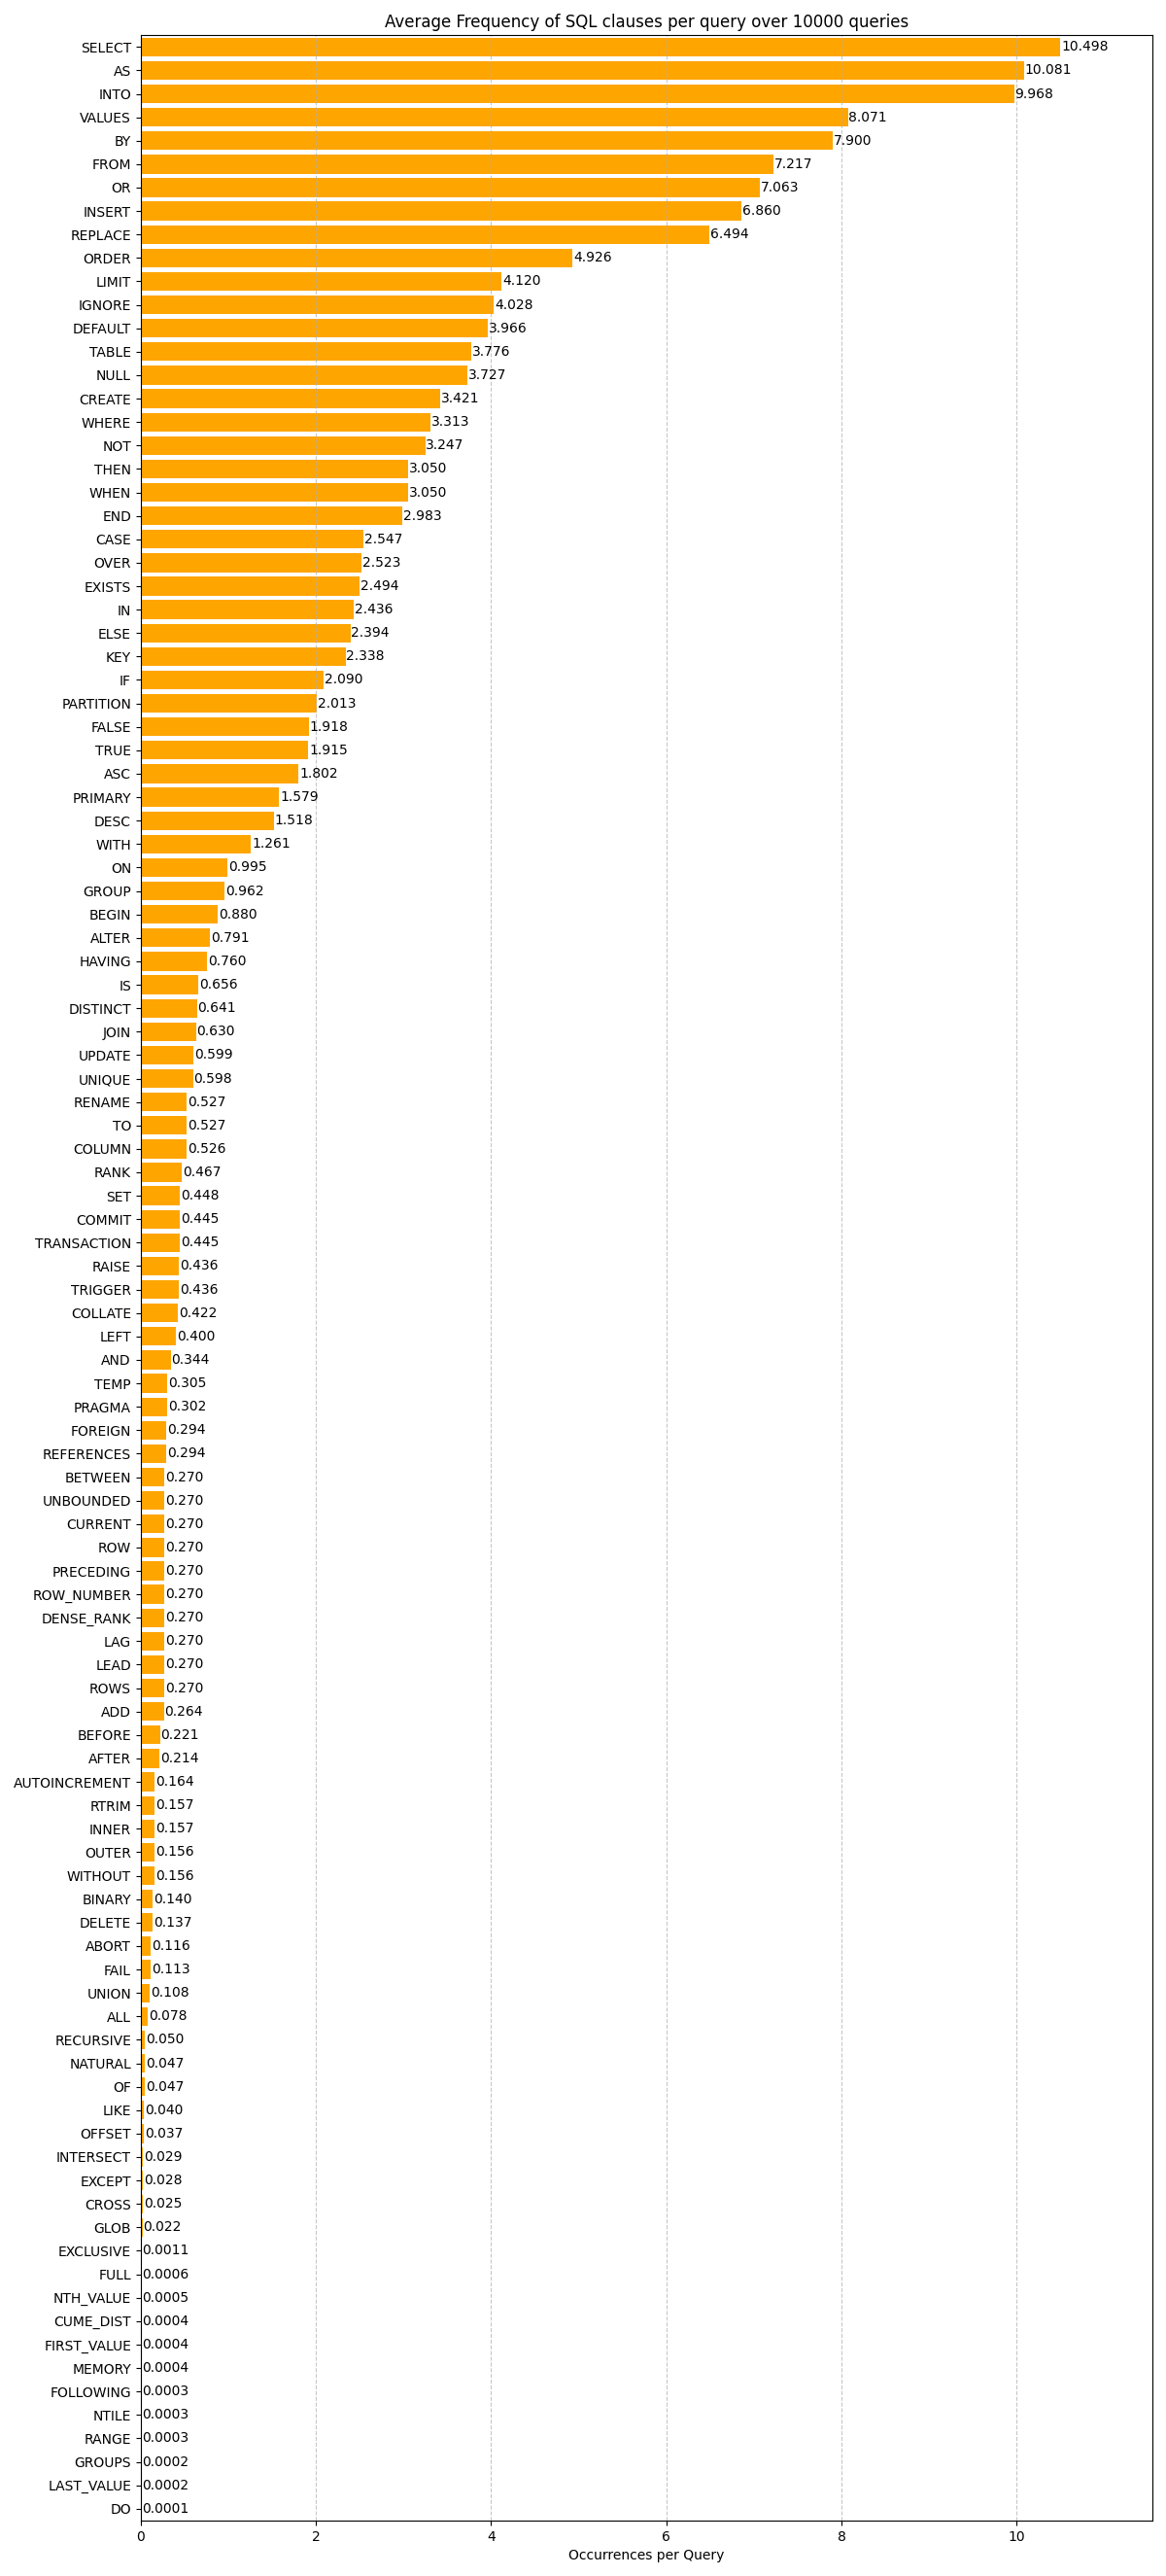 Average Frequency of SQL clauses per query over 10000 queries
SELECT 10.498
AS 10.081
INTO 9.968
VALUES 8.071
BY 7.900
FROM 7.217
OR 7.063
INSERT 6.860
REPLACE 6.494
ORDER 4.926
LIMIT 4.120
IGNORE 4.028
DEFAULT 3.966
TABLE 3.776
NULL 3.727
CREATE 3.421
WHERE 3.313
NOT 3.247
THEN 3.050
WHEN 3.050
END 2.983
CASE 2.547
OVER 2.523
EXISTS 2.494
IN 2.436
ELSE 2.394
KEY 2.338
IF 2.090
PARTITION 2.013
FALSE 1.918
TRUE 1.915
ASC 1.802
PRIMARY 1.579
DESC 1.518
WITH 1.261
ON 0.995
GROUP 0.962
BEGIN 0.880
ALTER 0.791
HAVING 0.760
IS 0.656
DISTINCT 0.641
JOIN 0.630
UPDATE 0.599
UNIQUE 0.598
RENAME 0.527
TO 0.527
COLUMN 0.526
RANK 0.467
SET 0.448
COMMIT 0.445
TRANSACTION 0.445
RAISE 0.436
TRIGGER 0.436
COLLATE 0.422
LEFT 0.400
AND 0.344
TEMP 0.305
PRAGMA 0.302
FOREIGN 0.294
REFERENCES 0.294
BETWEEN 0.270
UNBOUNDED 0.270
CURRENT 0.270
ROW 0.270
PRECEDING 0.270
ROW_NUMBER 0.270
DENSE_RANK 0.270
LAG 0.270
LEAD 0.270
ROWS 0.270
ADD 0.264
BEFORE 0.221
AFTER 0.214
AUTOINCREMENT 0.164
RTRIM 0.157
INNER 0.157
OUTER 0.156
WITHOUT 0.156
BINARY 0.140
DELETE 0.137
ABORT 0.116
FAIL 0.113
UNION 0.108
ALL 0.078
RECURSIVE 0.050
NATURAL 0.047
OF 0.047
LIKE 0.040
OFFSET 0.037
INTERSECT 0.029
EXCEPT 0.028
CROSS 0.025
GLOB 0.022
EXCLUSIVE 0.0011
FULL 0.0006
NTH_VALUE 0.0005
CUME_DIST 0.0004
FIRST_VALUE 0.0004
MEMORY 0.0004
FOLLOWING 0.0003
NTILE 0.0003
RANGE 0.0003
GROUPS 0.0002
LAST_VALUE 0.0002
DO 0.0001
0 2 4 6 8 10
Occurrences per Query